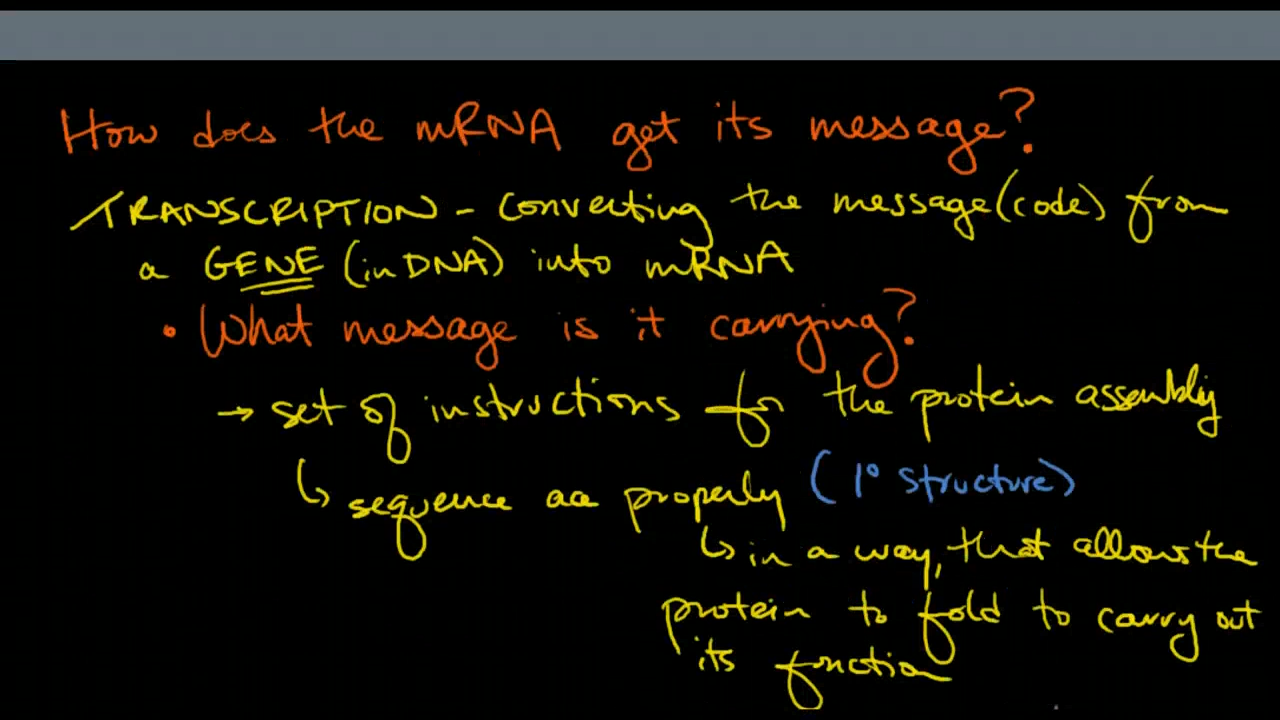 How does the mRNA get its message?
TRANSCRIPTION - converting the message (code) from
a GENE (in DNA) into mRNA
• What message is it carrying?
→ set of instructions for the protein assembly
↳ sequence aa properly (1° structure)
↳ in a way, that allows the
protein to fold to carry out
its function